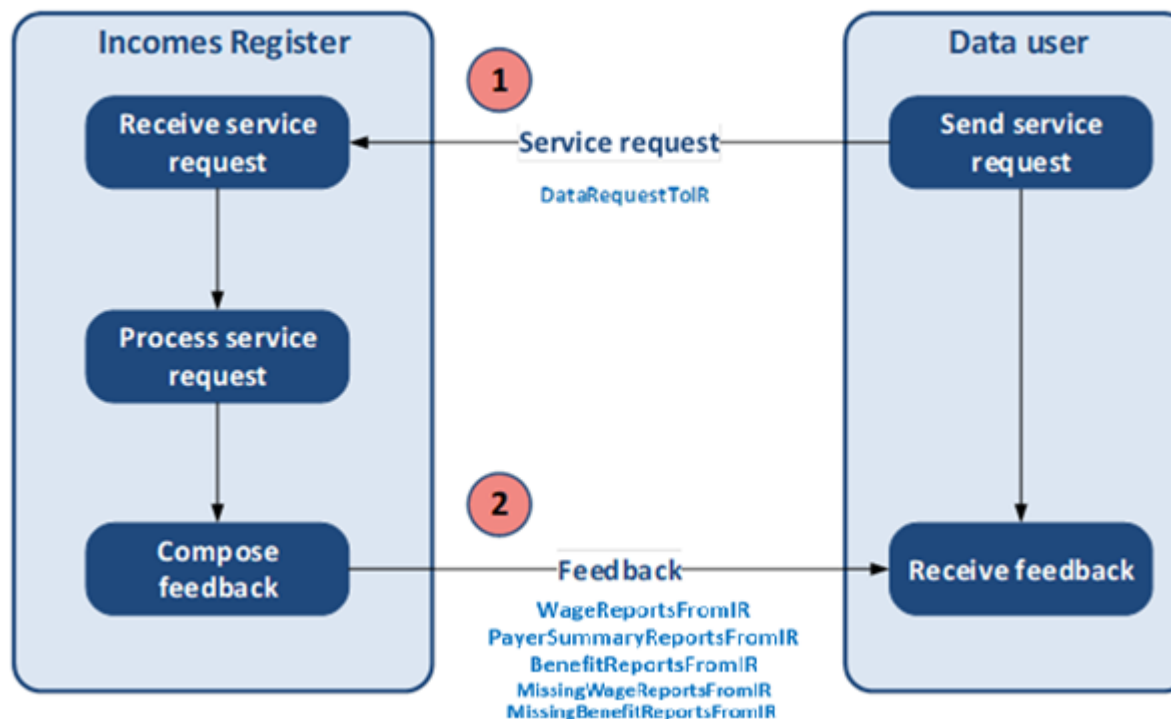 Incomes Register
Data user
1
Receive service
request
Service request
DataRequestToIR
Send service
request
Process service
request
2
Compose
feedback
Feedback
Receive feedback
WageReportsFromIR
PayerSummaryReportsFromIR
BenefitReportsFromIR
MissingWageReportsFromIR
MissingBenefitReportsFromIR